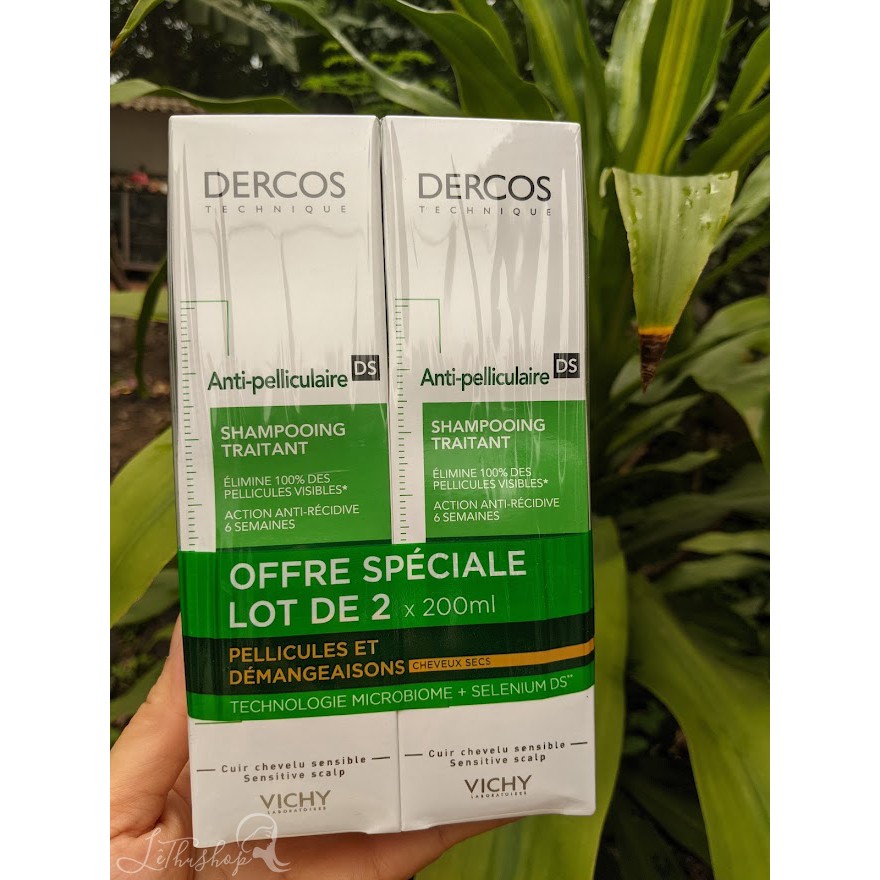 DERCOS
TECHNIQUE
Anti-pelliculaire DS
SHAMPOOING
TRAITANT
ÉLIMINE 100% DES
PELLICULES VISIBLES*
ACTION ANTI-RÉCIDIVE
6 SEMAINES
DERCOS
TECHNIQUE
Anti-pelliculaire DS
SHAMPOOING
TRAITANT
ÉLIMINE 100% DES
PELLICULES VISIBLES*
ACTION ANTI-RÉCIDIVE
6 SEMAINES
OFFRE SPÉCIALE
LOT DE 2 x 200ml
PELLICULES ET
DÉMANGEAISONS CHEVEUX SECS
TECHNOLOGIE MICROBIOME + SELENIUM DS**
Cuir chevelu sensible
Sensitive scalp
VICHY
LABORATOIRES
Cuir chevelu sensible
Sensitive scalp
VICHY
LABORATOIRES
LêThushop